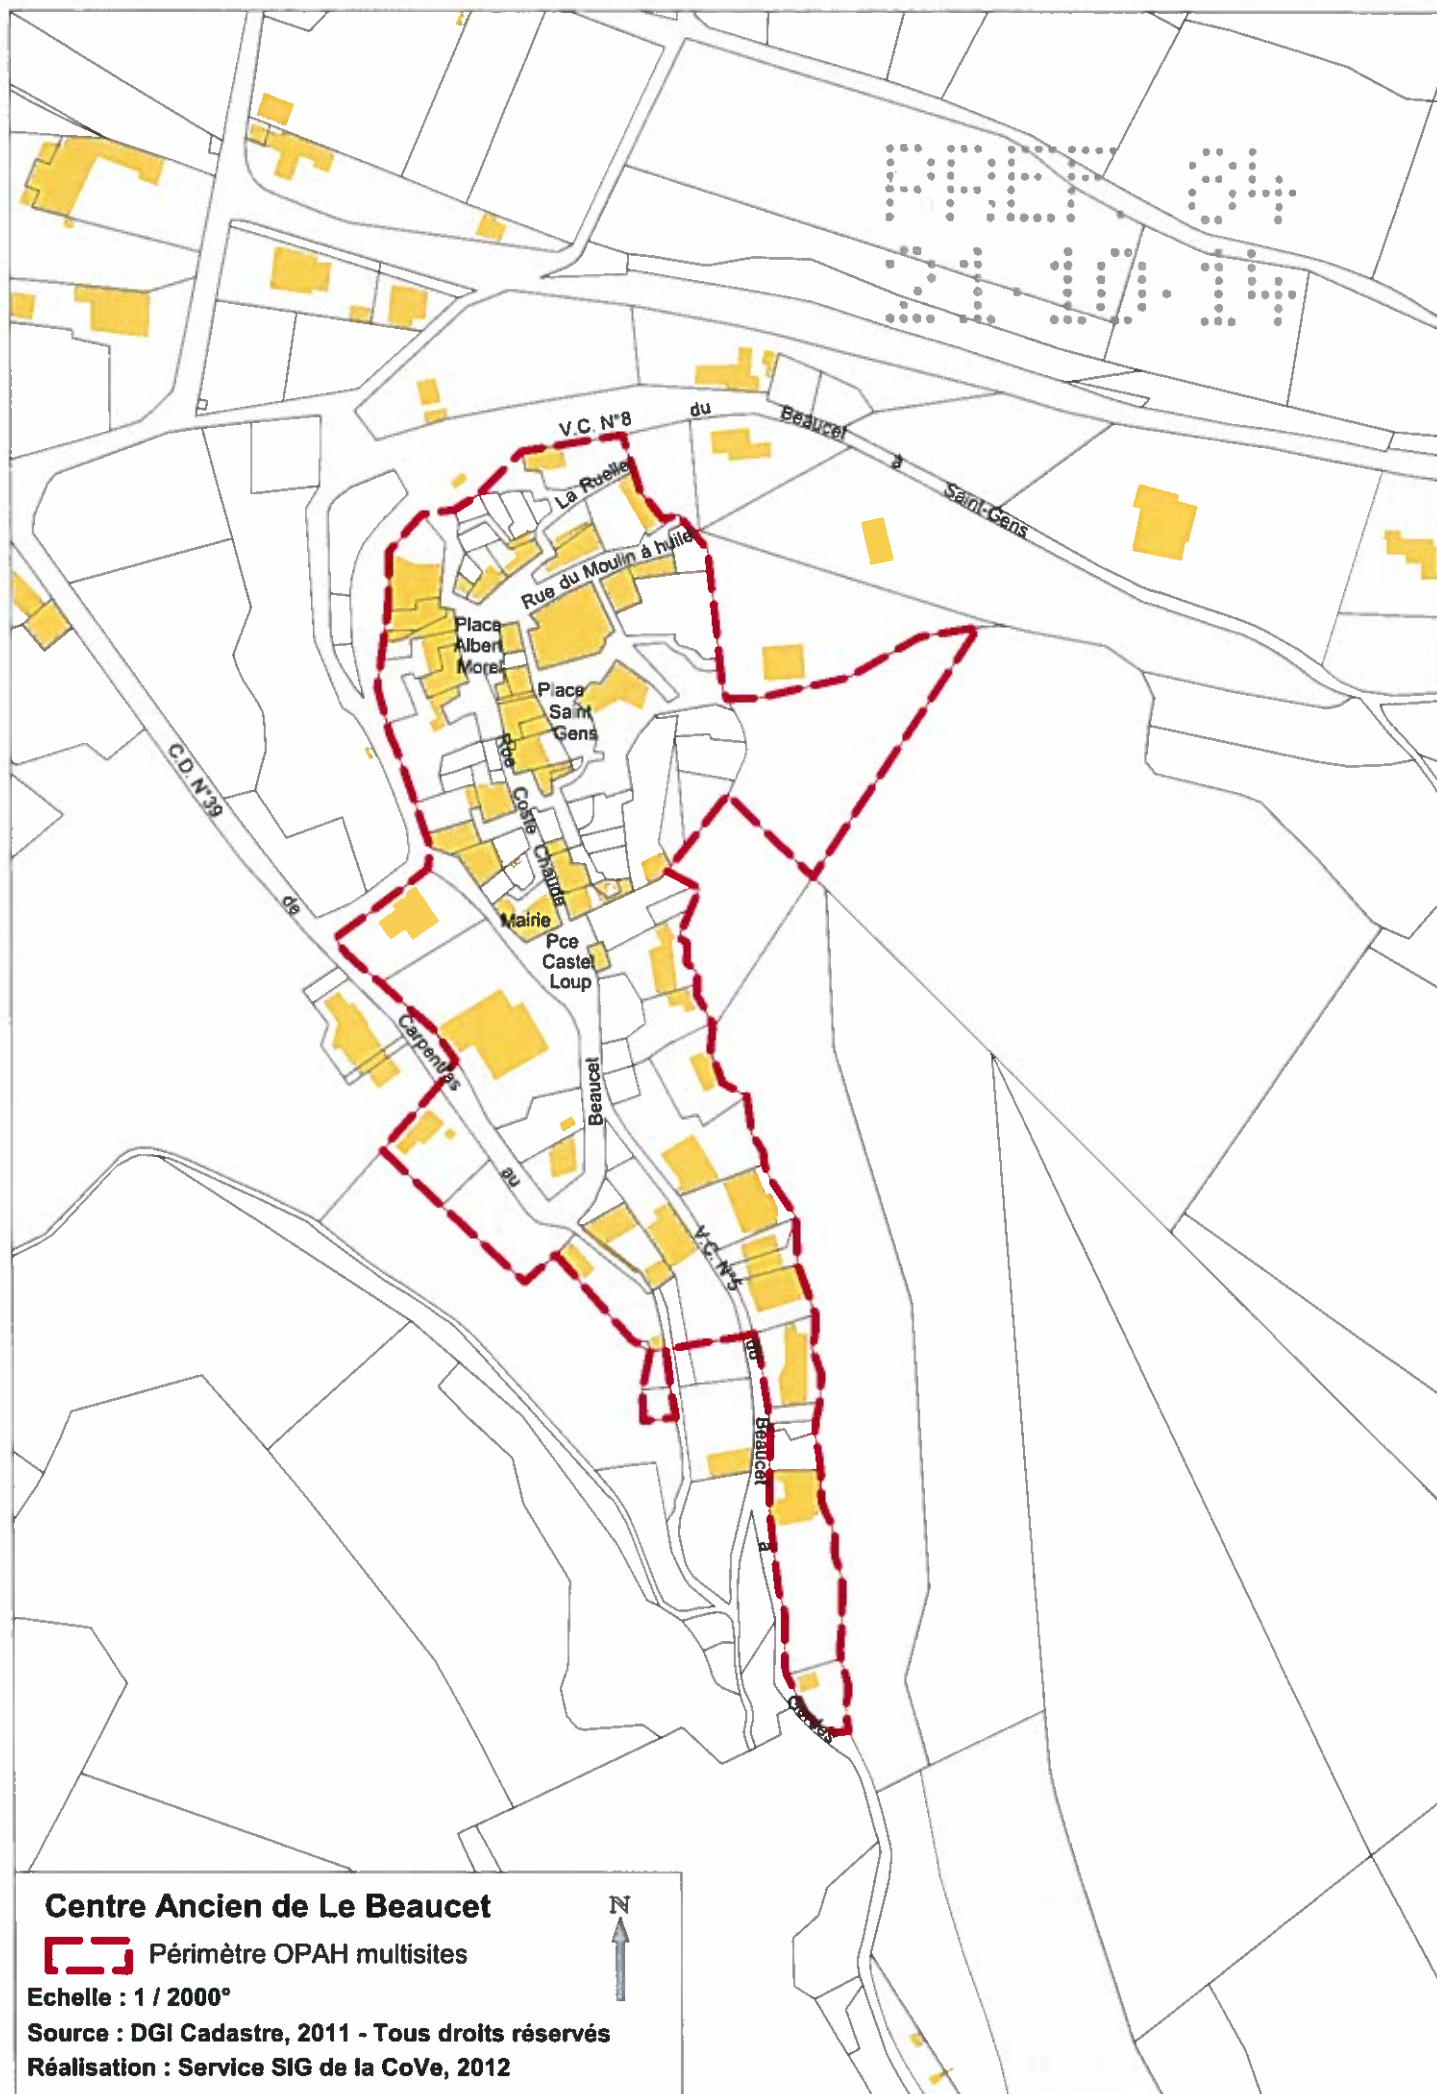 PREF. 84
21·10·14
V.C. N°8
du
Beaucet
à
Saint-Gens
La Ruelle
Rue du Moulin à huile
Place
Albert
Morel
Place
Saint
Gens
Rue
Coste
Chaude
C.D. N°39
de
Carpentras
au
Beaucet
Mairie
Pce
Castel
Loup
V.C. N°5
du
Beaucet
à
Centre Ancien de Le Beaucet
N
Périmètre OPAH multisites
Echelle : 1 / 2000°
Source : DGI Cadastre, 2011 - Tous droits réservés
Réalisation : Service SIG de la CoVe, 2012